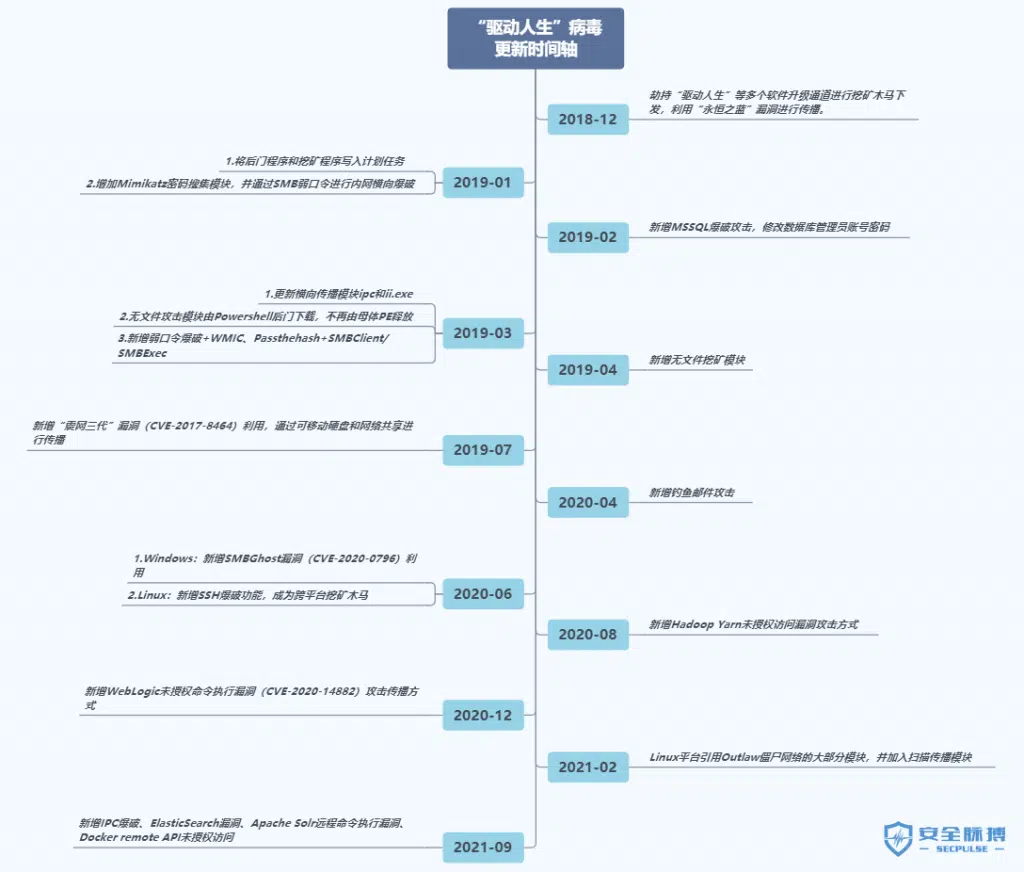 “驱动人生”病毒
更新时间轴
2018-12
劫持“驱动人生”等多个软件升级通道进行挖矿木马下
发，利用“永恒之蓝”漏洞进行传播。
1.将后门程序和挖矿程序写入计划任务
2.增加Mimikatz密码搜集模块，并通过SMB弱口令进行内网横向爆破
2019-01
2019-02
新增MSSQL爆破攻击，修改数据库管理员账号密码
1.更新横向传播模块ipc和ii.exe
2.无文件攻击模块由Powershell后门下载，不再由母体PE释放
3.新增弱口令爆破+WMIC、Passthehash+SMBClient/
SMBExec
2019-03
2019-04
新增无文件挖矿模块
新增“震网三代”漏洞（CVE-2017-8464）利用，通过可移动硬盘和网络共享进
行传播
2019-07
2020-04
新增钓鱼邮件攻击
1.Windows：新增SMBGhost漏洞（CVE-2020-0796）利
用
2.Linux：新增SSH爆破功能，成为跨平台挖矿木马
2020-06
2020-08
新增Hadoop Yarn未授权访问漏洞攻击方式
新增WebLogic未授权命令执行漏洞（CVE-2020-14882）攻击传播方
式
2020-12
2021-02
Linux平台引用Outlaw僵尸网络的大部分模块，并加入扫描传播模块
新增IPC爆破、ElasticSearch漏洞、Apache Solr远程命令执行漏洞、
Docker remote API未授权访问
2021-09
安全脉搏
SECPULSE